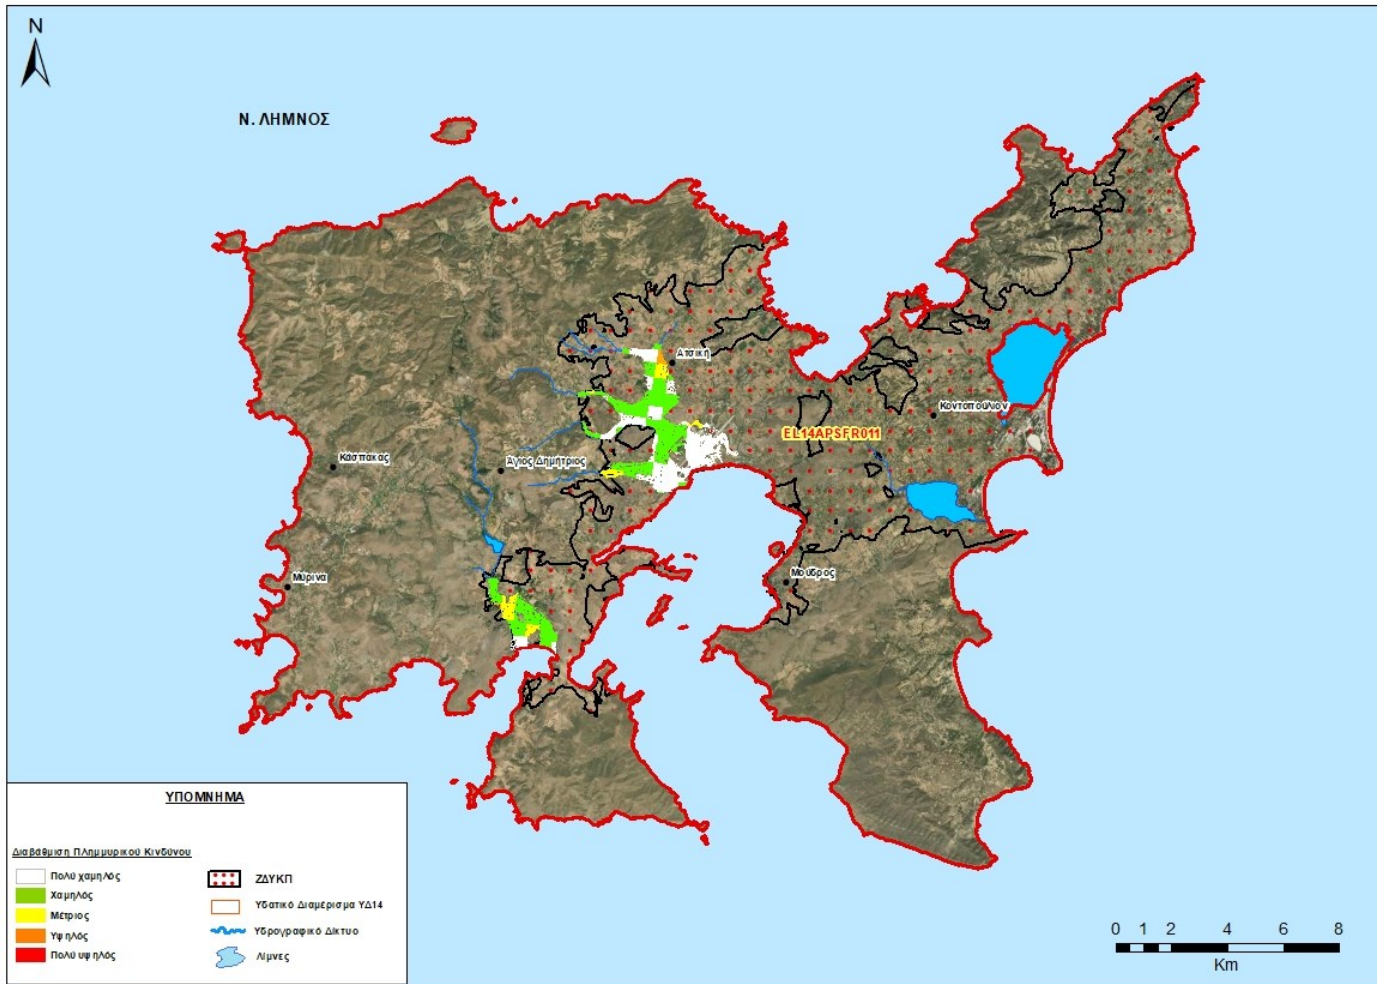 N
Ν. ΛΗΜΝΟΣ
Ατσική
Κοντοπούλιον
EL14APSFR011
Κάσπακας
Άγιος Δημήτριος
Μούδρος
Μύρινα
ΥΠΟΜΝΗΜΑ
Διαβάθμιση Πλημμυρικού Κινδύνου
Πολύ χαμηλός
Χαμηλός
Μέτριος
Υψηλός
Πολύ υψηλός
ΖΔΥΚΠ
Υδατικό Διαμέρισμα ΥΔ14
Υδρογραφικό Δίκτυο
Λίμνες
0 1 2 4 6 8
Km